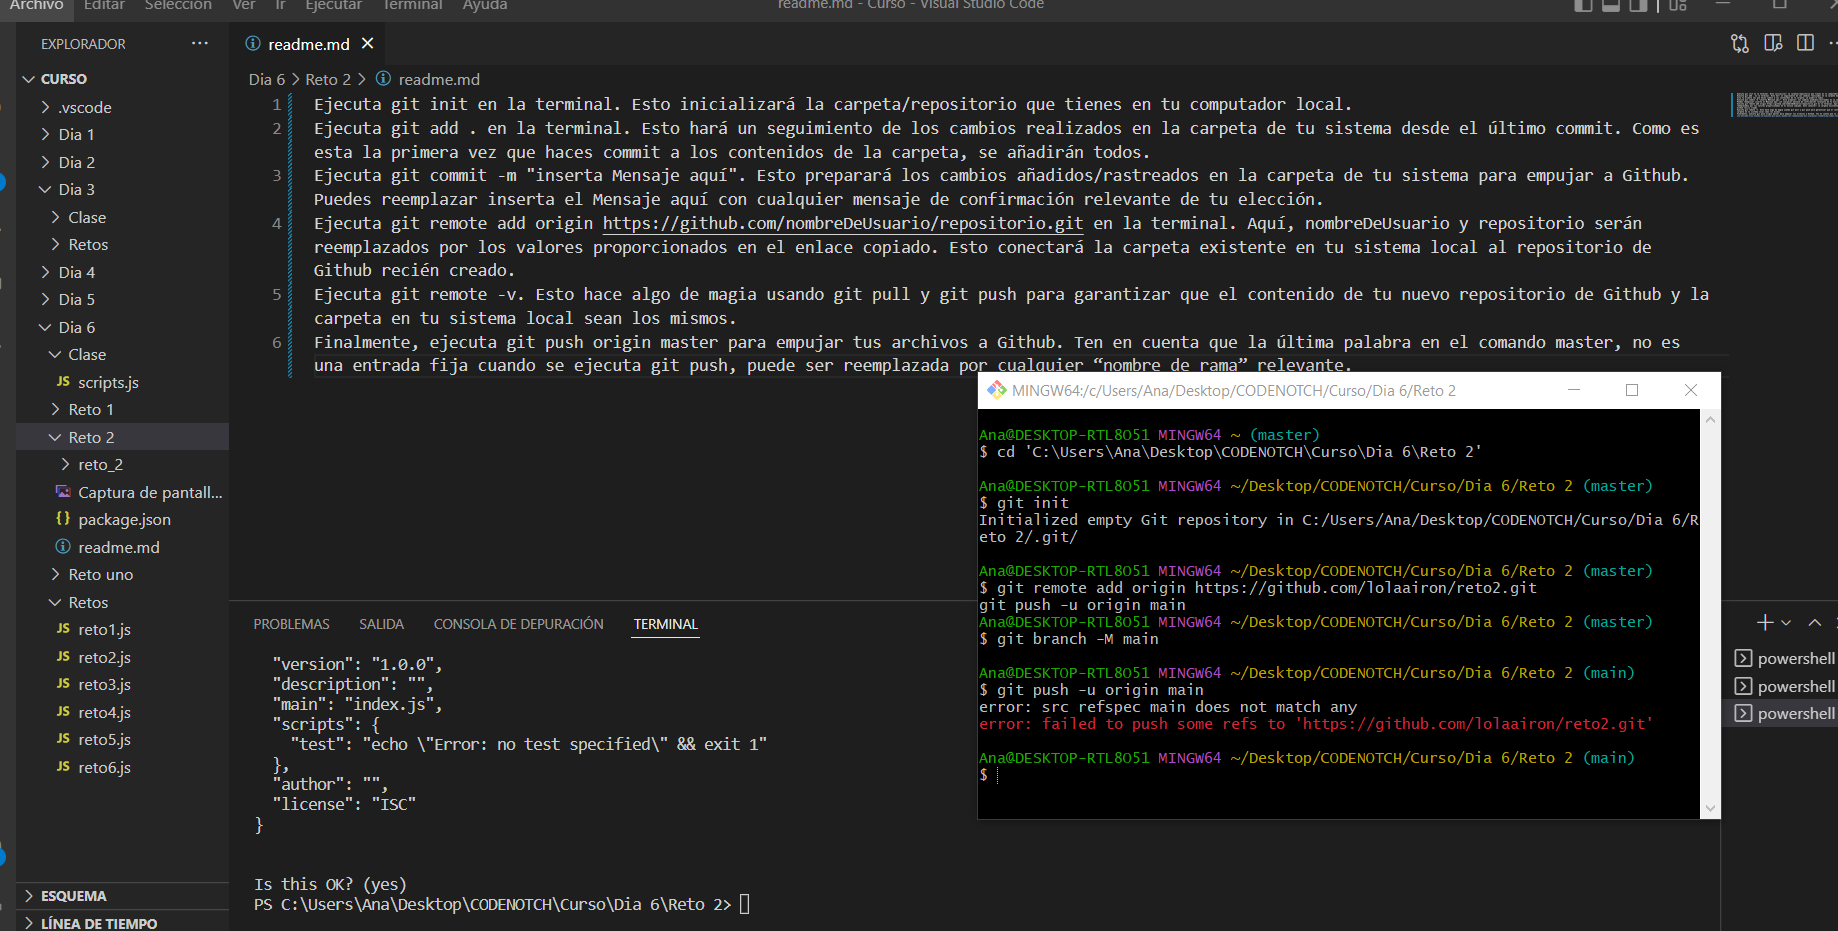 Archivo Editar Selección Ver Ir Ejecutar Terminal Ayuda
readme.md - Curso - Visual Studio Code
EXPLORADOR
CURSO
.vscode
Dia 1
Dia 2
Dia 3
Clase
Retos
Dia 4
Dia 5
Dia 6
Clase
JS scripts.js
Reto 1
Reto 2
reto_2
Captura de pantall...
{} package.json
readme.md
Reto uno
Retos
JS reto1.js
JS reto2.js
JS reto3.js
JS reto4.js
JS reto5.js
JS reto6.js
ESQUEMA
LÍNEA DE TIEMPO
readme.md
Dia 6 > Reto 2 > readme.md
1 Ejecuta git init en la terminal. Esto inicializará la carpeta/repositorio que tienes en tu computador local.
2 Ejecuta git add . en la terminal. Esto hará un seguimiento de los cambios realizados en la carpeta de tu sistema desde el último commit. Como es
esta la primera vez que haces commit a los contenidos de la carpeta, se añadirán todos.
3 Ejecuta git commit -m "inserta Mensaje aquí". Esto preparará los cambios añadidos/rastreados en la carpeta de tu sistema para empujar a Github.
Puedes reemplazar inserta el Mensaje aquí con cualquier mensaje de confirmación relevante de tu elección.
4 Ejecuta git remote add origin https://github.com/nombreDeUsuario/repositorio.git en la terminal. Aquí, nombreDeUsuario y repositorio serán
reemplazados por los valores proporcionados en el enlace copiado. Esto conectará la carpeta existente en tu sistema local al repositorio de
Github recién creado.
5 Ejecuta git remote -v. Esto hace algo de magia usando git pull y git push para garantizar que el contenido de tu nuevo repositorio de Github y la
carpeta en tu sistema local sean los mismos.
6 Finalmente, ejecuta git push origin master para empujar tus archivos a Github. Ten en cuenta que la última palabra en el comando master, no es
una entrada fija cuando se ejecuta git push, puede ser reemplazada por cualquier “nombre de rama” relevante.
PROBLEMAS SALIDA CONSOLA DE DEPURACIÓN TERMINAL
"version": "1.0.0",
"description": "",
"main": "index.js",
"scripts": {
"test": "echo \"Error: no test specified\" && exit 1"
},
"author": "",
"license": "ISC"
}
Is this OK? (yes)
PS C:\Users\Ana\Desktop\CODENOTCH\Curso\Dia 6\Reto 2>
powershell
powershell
powershell
MINGW64:/c/Users/Ana/Desktop/CODENOTCH/Curso/Dia 6/Reto 2
Ana@DESKTOP-RTL8O51 MINGW64 ~ (master)
$ cd 'C:\Users\Ana\Desktop\CODENOTCH\Curso\Dia 6\Reto 2'
Ana@DESKTOP-RTL8O51 MINGW64 ~/Desktop/CODENOTCH/Curso/Dia 6/Reto 2 (master)
$ git init
Initialized empty Git repository in C:/Users/Ana/Desktop/CODENOTCH/Curso/Dia 6/R
eto 2/.git/
Ana@DESKTOP-RTL8O51 MINGW64 ~/Desktop/CODENOTCH/Curso/Dia 6/Reto 2 (master)
$ git remote add origin https://github.com/lolaairon/reto2.git
git push -u origin main
Ana@DESKTOP-RTL8O51 MINGW64 ~/Desktop/CODENOTCH/Curso/Dia 6/Reto 2 (master)
$ git branch -M main
Ana@DESKTOP-RTL8O51 MINGW64 ~/Desktop/CODENOTCH/Curso/Dia 6/Reto 2 (main)
$ git push -u origin main
error: src refspec main does not match any
error: failed to push some refs to 'https://github.com/lolaairon/reto2.git'
Ana@DESKTOP-RTL8O51 MINGW64 ~/Desktop/CODENOTCH/Curso/Dia 6/Reto 2 (main)
$